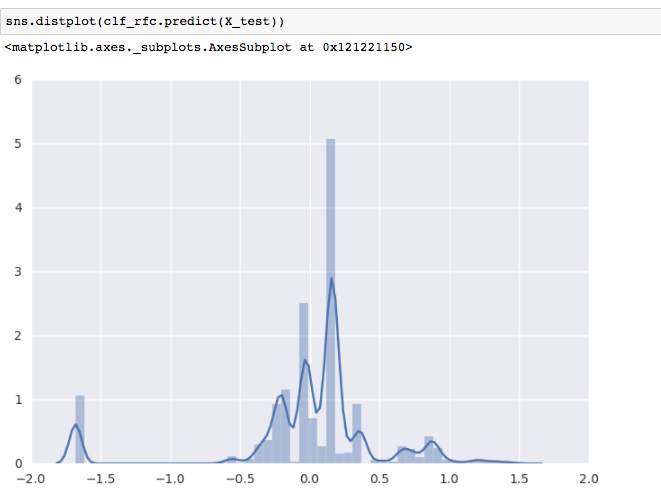 sns.distplot(clf_rfc.predict(X_test))
<matplotlib.axes._subplots.AxesSubplot at 0x121221150>
6
5
4
3
2
1
0
−2.0 −1.5 −1.0 −0.5 0.0 0.5 1.0 1.5 2.0